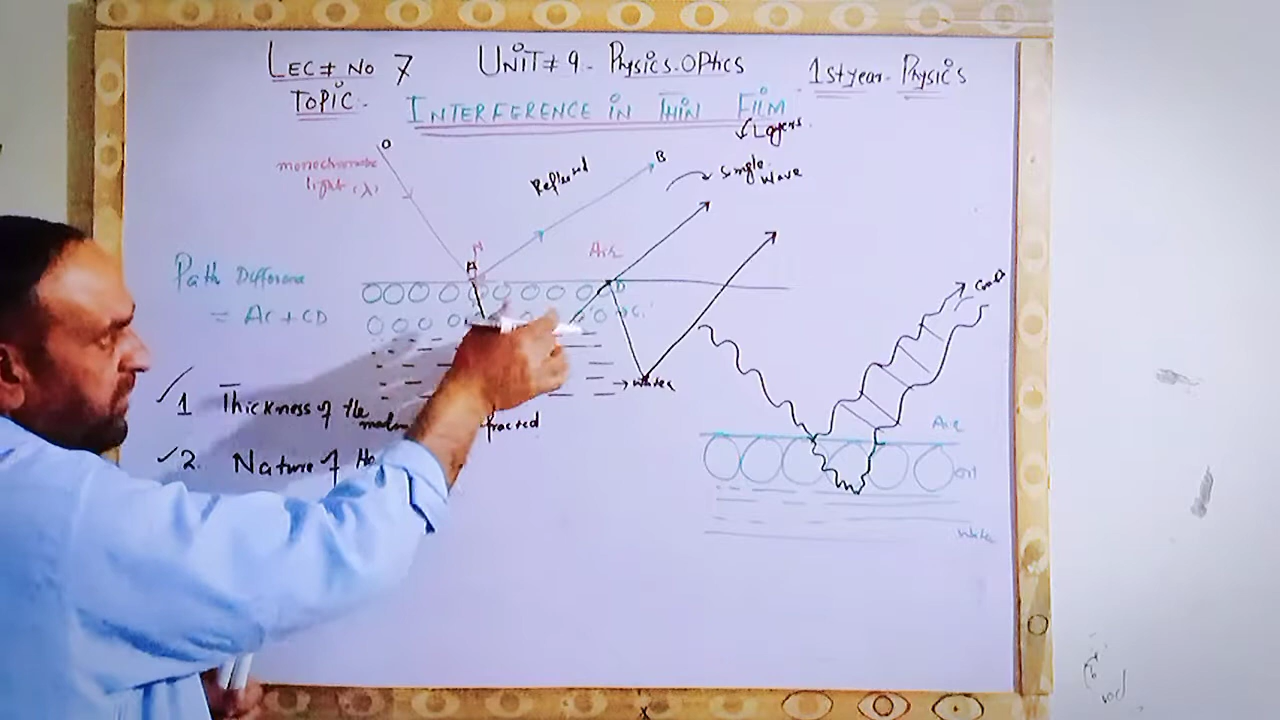 LEC # NO 7 UNIT # 9 - PHYSICS-OPTICS 1st year - Physics
TOPIC - INTERFERENCE IN THIN FILM
Layers
O
monochromatic
light (λ)
Reflected
B
Single
wave
N
A
Air
D
C
Path Difference
= AC + CD
→ Water
1 Thickness of the
2. Nature of
Air
Oil
Water